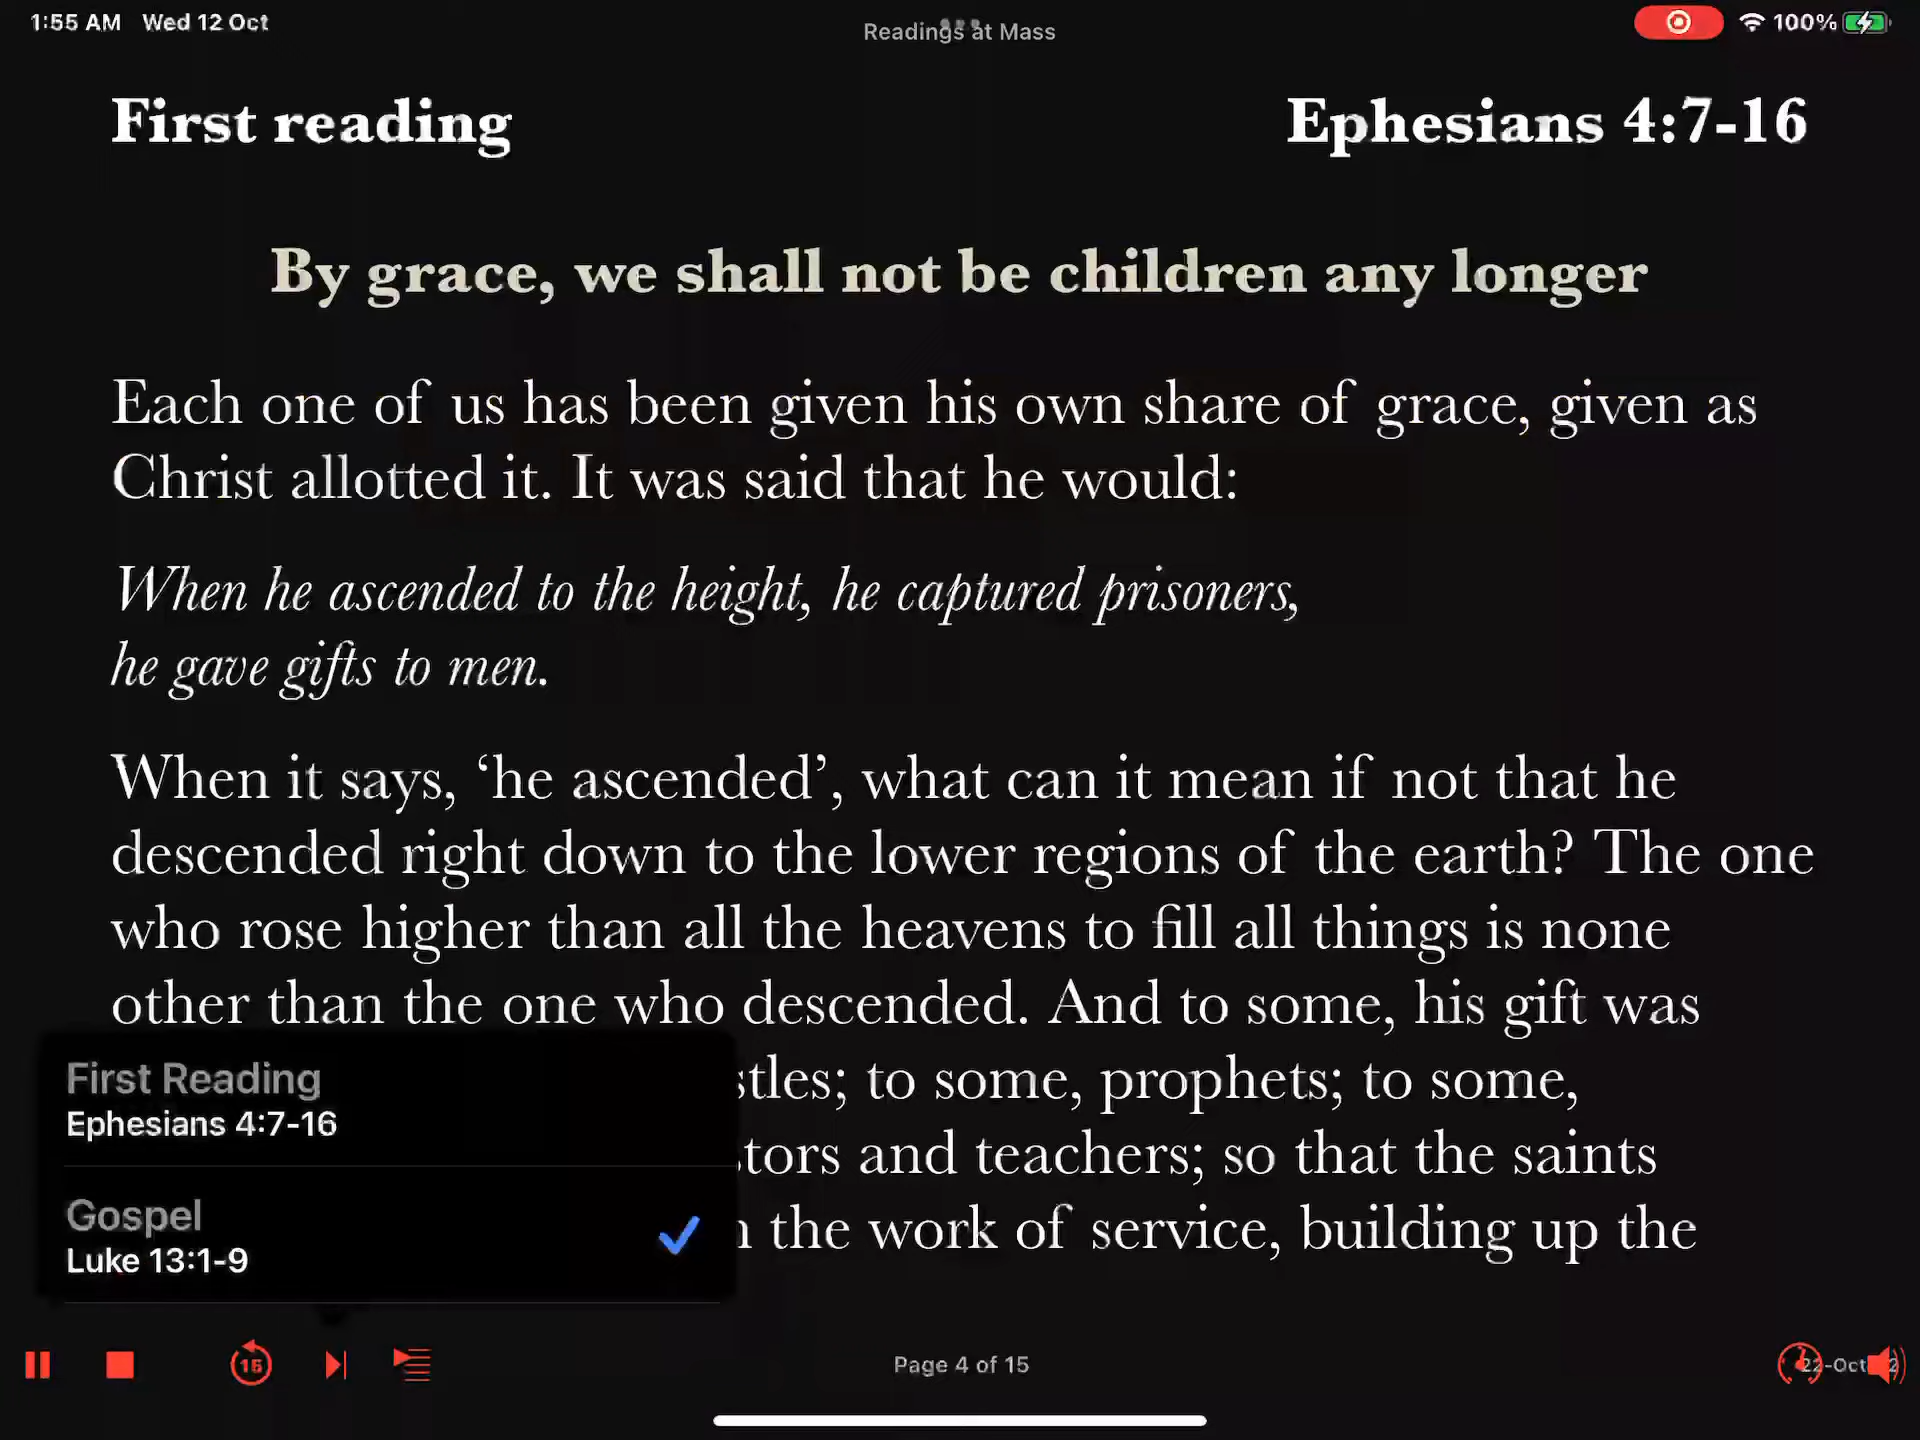 1:55 AM Wed 12 Oct
Readings at Mass
100%
First reading
Ephesians 4:7-16
By grace, we shall not be children any longer
Each one of us has been given his own share of grace, given as
Christ allotted it. It was said that he would:
When he ascended to the height, he captured prisoners,
he gave gifts to men.
When it says, ‘he ascended’, what can it mean if not that he
descended right down to the lower regions of the earth? The one
who rose higher than all the heavens to fill all things is none
other than the one who descended. And to some, his gift was
to some, prophets; to some,
and teachers; so that the saints
the work of service, building up the
First Reading
Ephesians 4:7-16
Gospel
Luke 13:1-9
15
Page 4 of 15
22-Oct